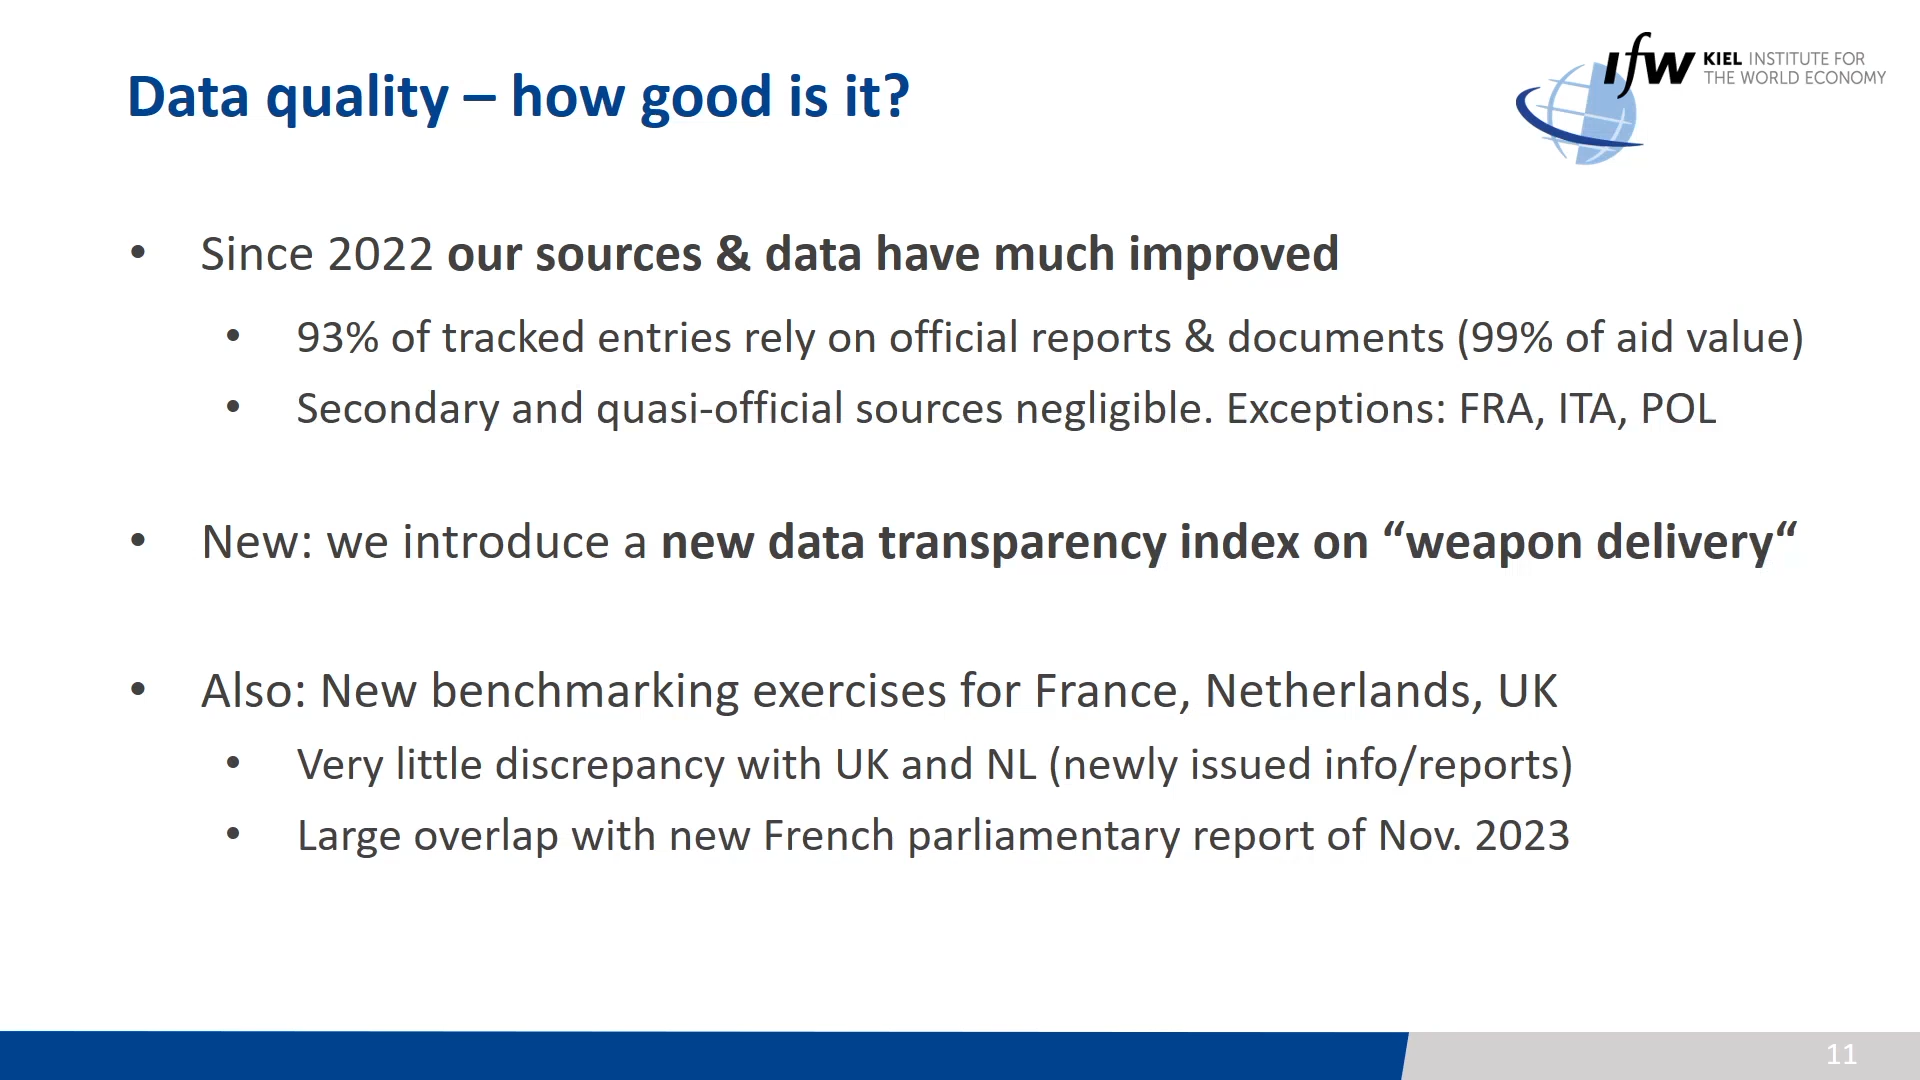 Data quality – how good is it?
ifw KIEL INSTITUTE FOR
THE WORLD ECONOMY
• Since 2022 our sources & data have much improved
• 93% of tracked entries rely on official reports & documents (99% of aid value)
• Secondary and quasi-official sources negligible. Exceptions: FRA, ITA, POL
• New: we introduce a new data transparency index on “weapon delivery“
• Also: New benchmarking exercises for France, Netherlands, UK
• Very little discrepancy with UK and NL (newly issued info/reports)
• Large overlap with new French parliamentary report of Nov. 2023
11